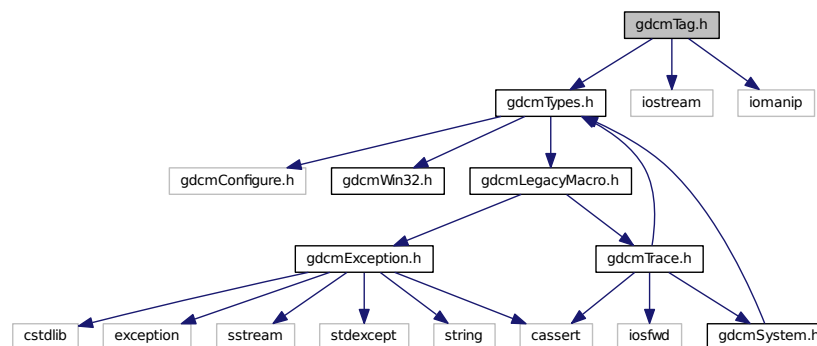 gdcmTag.h
gdcmTypes.h
iostream
iomanip
gdcmConfigure.h
gdcmWin32.h
gdcmLegacyMacro.h
gdcmException.h
gdcmTrace.h
cstdlib
exception
sstream
stdexcept
string
cassert
iosfwd
gdcmSystem.h